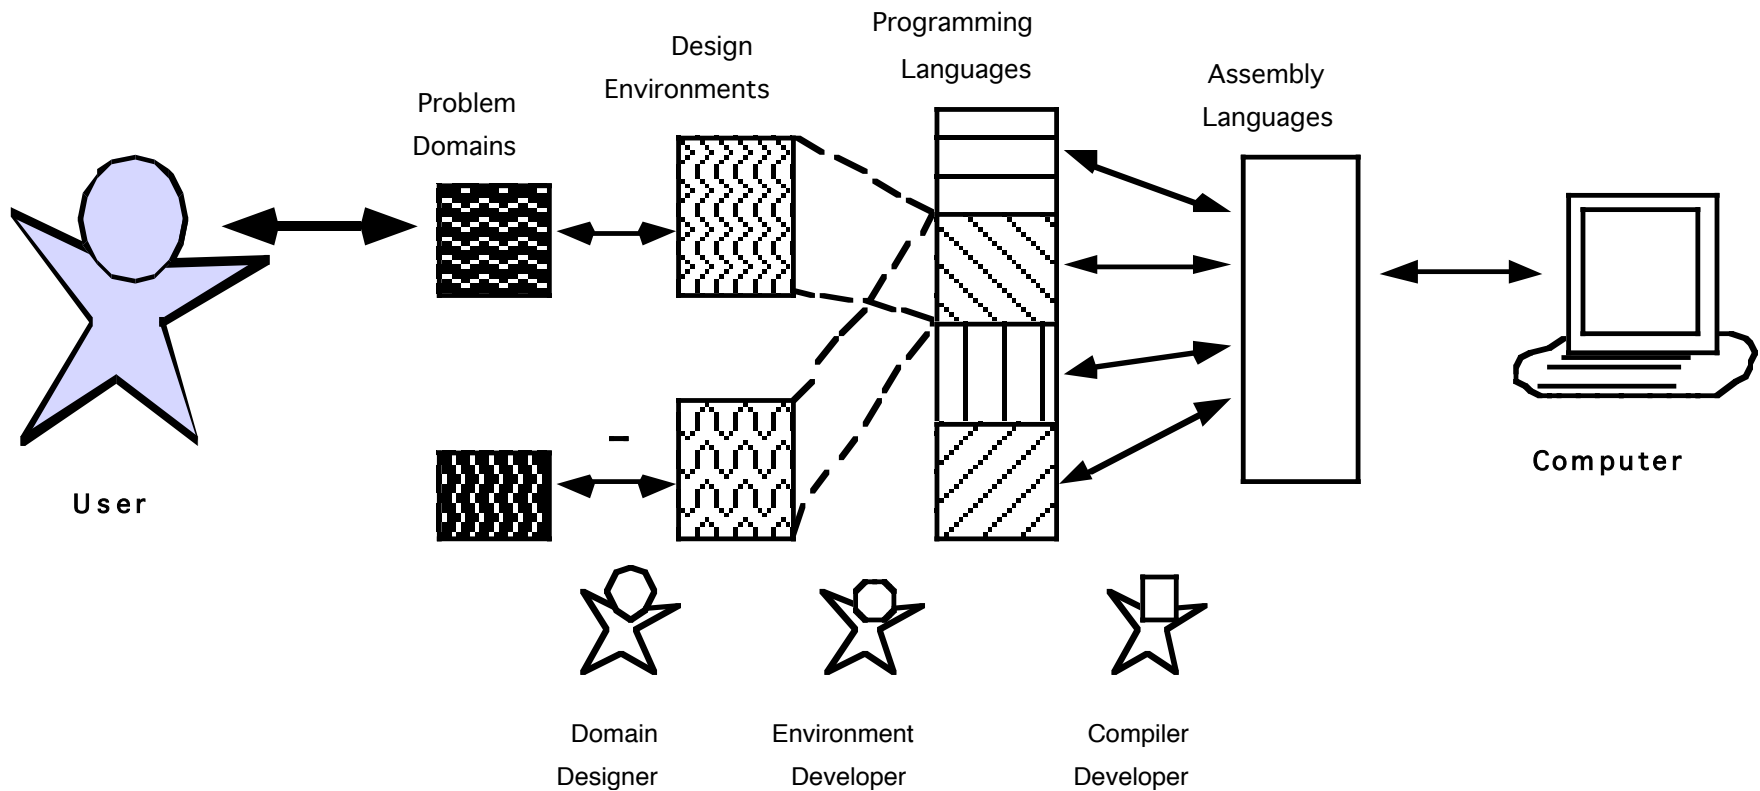 Programming
Languages
Design
Environments
Assembly
Languages
Problem
Domains
User
Computer
Domain
Designer
Environment
Developer
Compiler
Developer